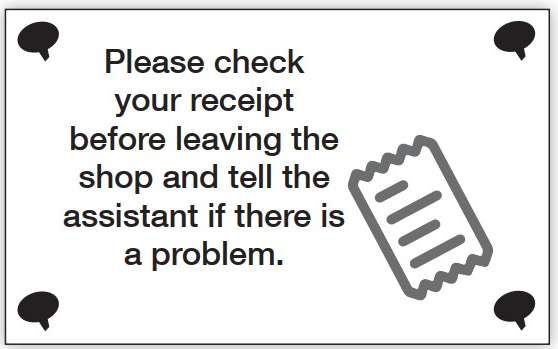 Please check
your receipt
before leaving the
shop and tell the
assistant if there is
a problem.